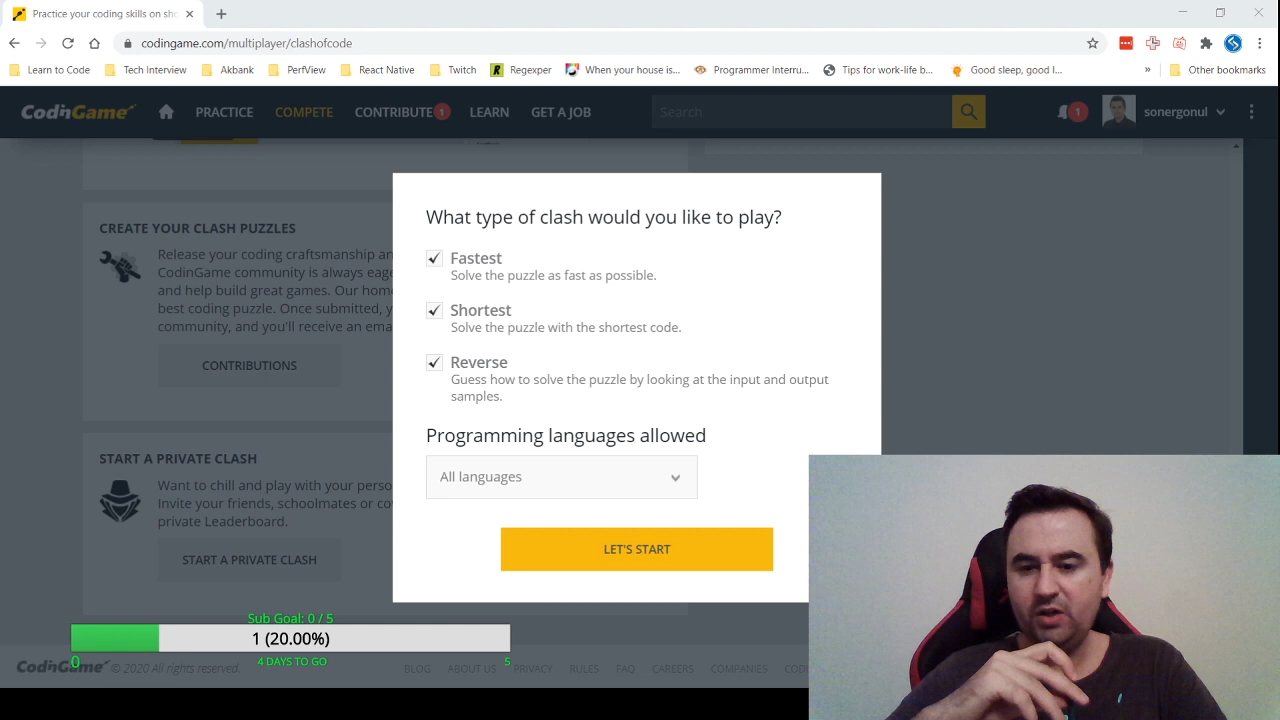 Practice your coding skills on sho
codingame.com/multiplayer/clashofcode
Learn to Code
Tech Interview
Akbank
PerfView
React Native
Twitch
R Regexper
When your house is...
Programmer Interru...
Tips for work-life b...
Good sleep, good l...
»
Other bookmarks
CodinGame
PRACTICE
COMPETE
CONTRIBUTE 1
LEARN
GET A JOB
Search
1
sonergonul
CREATE YOUR CLASH PUZZLES
Release your coding craftsmanship an
CodinGame community is always eage
and help build great games. Our home
best coding puzzle. Once submitted, y
community, and you'll receive an ema
CONTRIBUTIONS
START A PRIVATE CLASH
Want to chill and play with your perso
Invite your friends, schoolmates or co
private Leaderboard.
START A PRIVATE CLASH
What type of clash would you like to play?
Fastest
Solve the puzzle as fast as possible.
Shortest
Solve the puzzle with the shortest code.
Reverse
Guess how to solve the puzzle by looking at the input and output
samples.
Programming languages allowed
All languages
LET'S START
Sub Goal: 0 / 5
1 (20.00%)
0
4 DAYS TO GO
5
CodinGame © 2020 All rights reserved.
BLOG
ABOUT US
PRIVACY
RULES
FAQ
CAREERS
COMPANIES